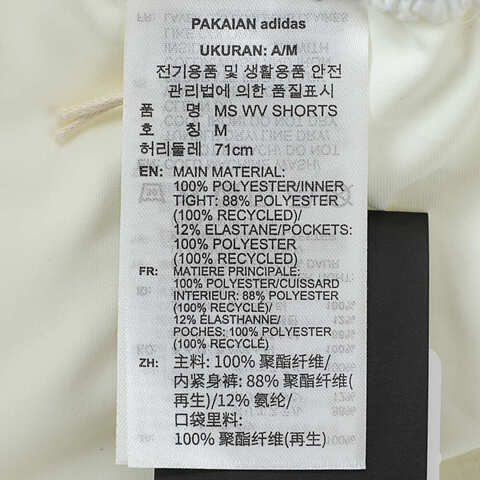 PAKAIAN adidas
UKURAN: A/M
전기용품 및 생활용품 안전
관리법에 의한 품질표시
품 명 MS WV SHORTS
호 칭 M
허리둘레 71cm
EN: MAIN MATERIAL:
100% POLYESTER/INNER
TIGHT: 88% POLYESTER
(100% RECYCLED)/
12% ELASTANE/POCKETS:
100% POLYESTER
(100% RECYCLED)
FR: MATIERE PRINCIPALE:
100% POLYESTER/CUISSARD
INTERIEUR: 88% POLYESTER
(100% RECYCLÉ)/
12% ÉLASTHANNE/
POCHES: 100% POLYESTER
(100% RECYCLÉ)
ZH: 主料: 100% 聚酯纤维/
内紧身裤: 88% 聚酯纤维(
再生)/12% 氨纶/
口袋里料:
100% 聚酯纤维(再生)